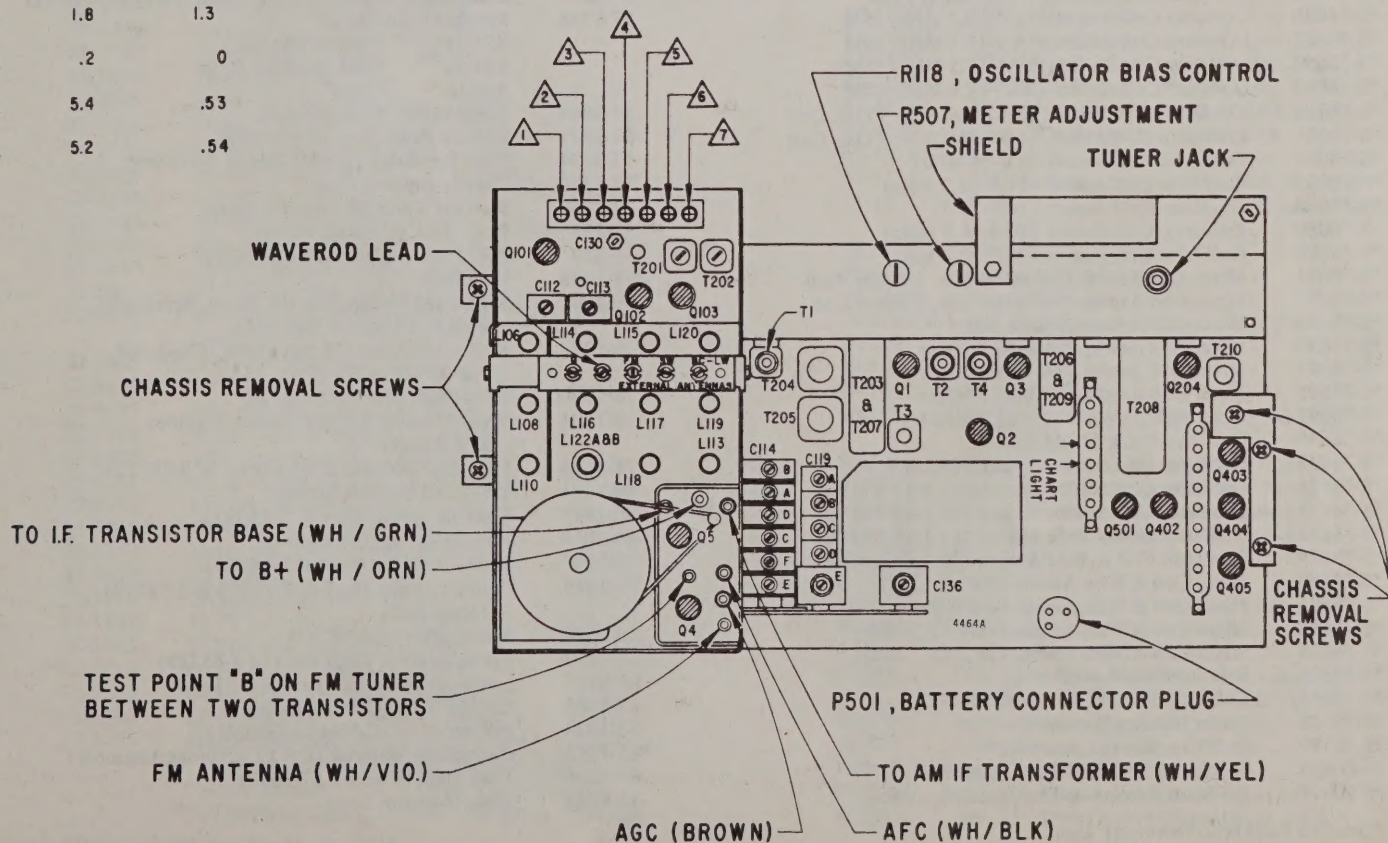 1.8 1.3
.2 0
5.4 .53
5.2 .54
1
2
3
4
5
6
7
R118 , OSCILLATOR BIAS CONTROL
R507, METER ADJUSTMENT
SHIELD
TUNER JACK
WAVEROD LEAD
Q101
C130
T201
T202
C112
C113
Q102
Q103
L106
L114
L115
L120
T1
CHASSIS REMOVAL SCREWS
FM
SW
BC-LW
EXTERNAL ANTENNAS
T204
T203
&
T207
Q1
T2
T4
Q3
T206
&
T209
Q204
T210
T205
T3
T208
L108
L116
L117
L119
L122A&B
L113
Q2
C114
C119
CHART
LIGHT
L110
L118
B
A
D
C
F
E
A
B
C
D
E
Q403
Q501
Q402
Q404
Q405
C136
4464A
TO I.F. TRANSISTOR BASE (WH / GRN)
Q5
TO B+ (WH / ORN)
Q4
CHASSIS
REMOVAL
SCREWS
TEST POINT "B" ON FM TUNER
BETWEEN TWO TRANSISTORS
P501 , BATTERY CONNECTOR PLUG
FM ANTENNA (WH/VIO.)
TO AM IF TRANSFORMER (WH/YEL)
AGC (BROWN)
AFC (WH/BLK)